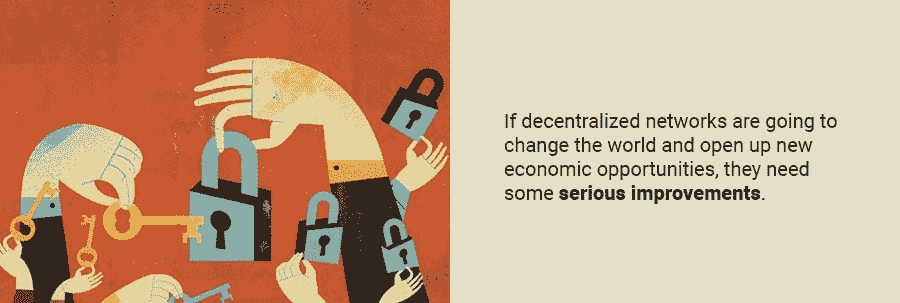 If decentralized networks are going to
change the world and open up new
economic opportunities, they need
some serious improvements.